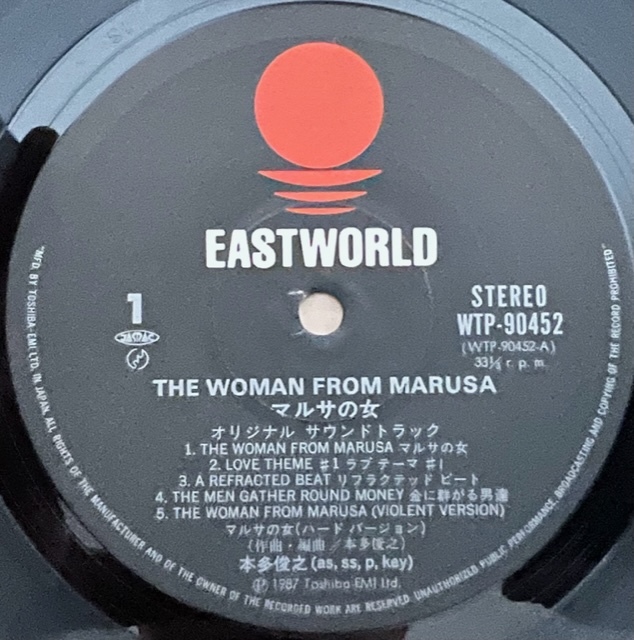 EASTWORLD
1
JASRAC
STEREO
WTP-90452
(WTP-90452-A)
33⅓ r. p. m.
THE WOMAN FROM MARUSA
マルサの女
オリジナル サウンドトラック
1. THE WOMAN FROM MARUSA マルサの女
2. LOVE THEME #1 ラブ テーマ #1
3. A REFRACTED BEAT リフラクテッド ビート
4. THE MEN GATHER ROUND MONEY 金に群がる男達
5. THE WOMAN FROM MARUSA (VIOLENT VERSION)
マルサの女(ハード バージョン)
(作曲・編曲/本多俊之)
本多俊之(as, ss, p, key)
Ⓟ 1987 Toshiba EMI Ltd.
"MFD. BY TOSHIBA-EMI LTD. IN JAPAN. ALL RIGHTS OF THE MANUFACTURER AND OF THE OWNER OF THE RECORDED WORK ARE RESERVED. UNAUTHORIZED PUBLIC PERFORMANCE, BROADCASTING AND COPYING OF THE RECORD PROHIBITED"